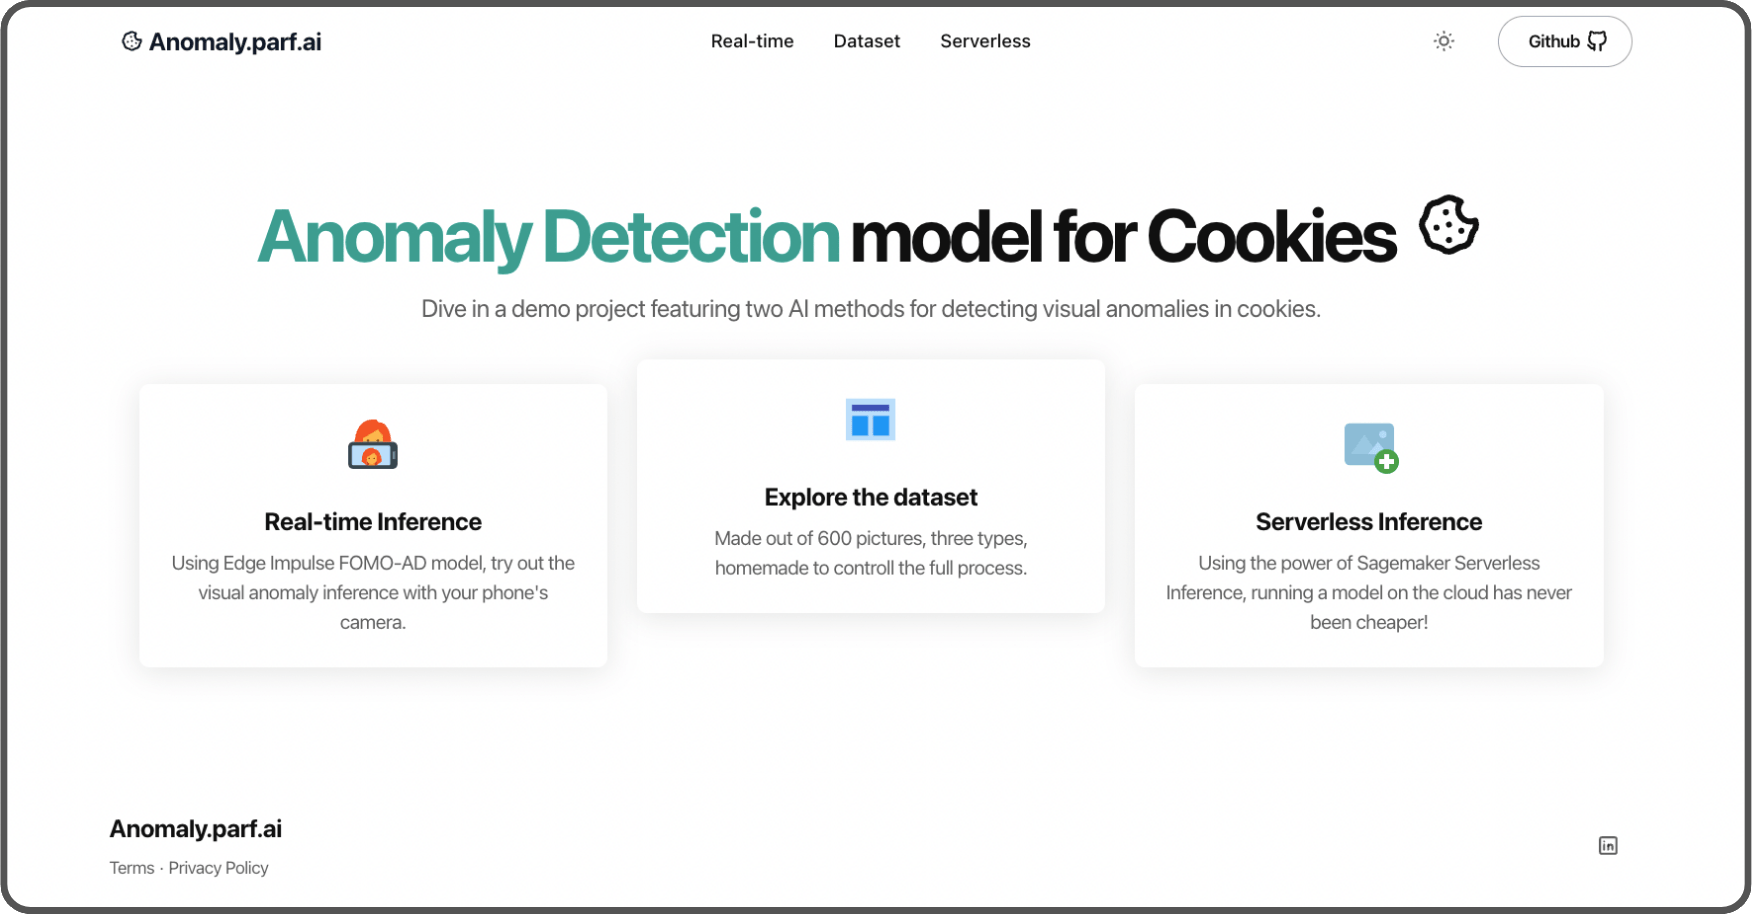 Anomaly.parf.ai
Real-time
Dataset
Serverless
Github
Anomaly Detection model for Cookies
Dive in a demo project featuring two AI methods for detecting visual anomalies in cookies.
Real-time Inference
Using Edge Impulse FOMO-AD model, try out the
visual anomaly inference with your phone's
camera.
Explore the dataset
Made out of 600 pictures, three types,
homemade to controll the full process.
Serverless Inference
Using the power of Sagemaker Serverless
Inference, running a model on the cloud has never
been cheaper!
Anomaly.parf.ai
Terms · Privacy Policy
in